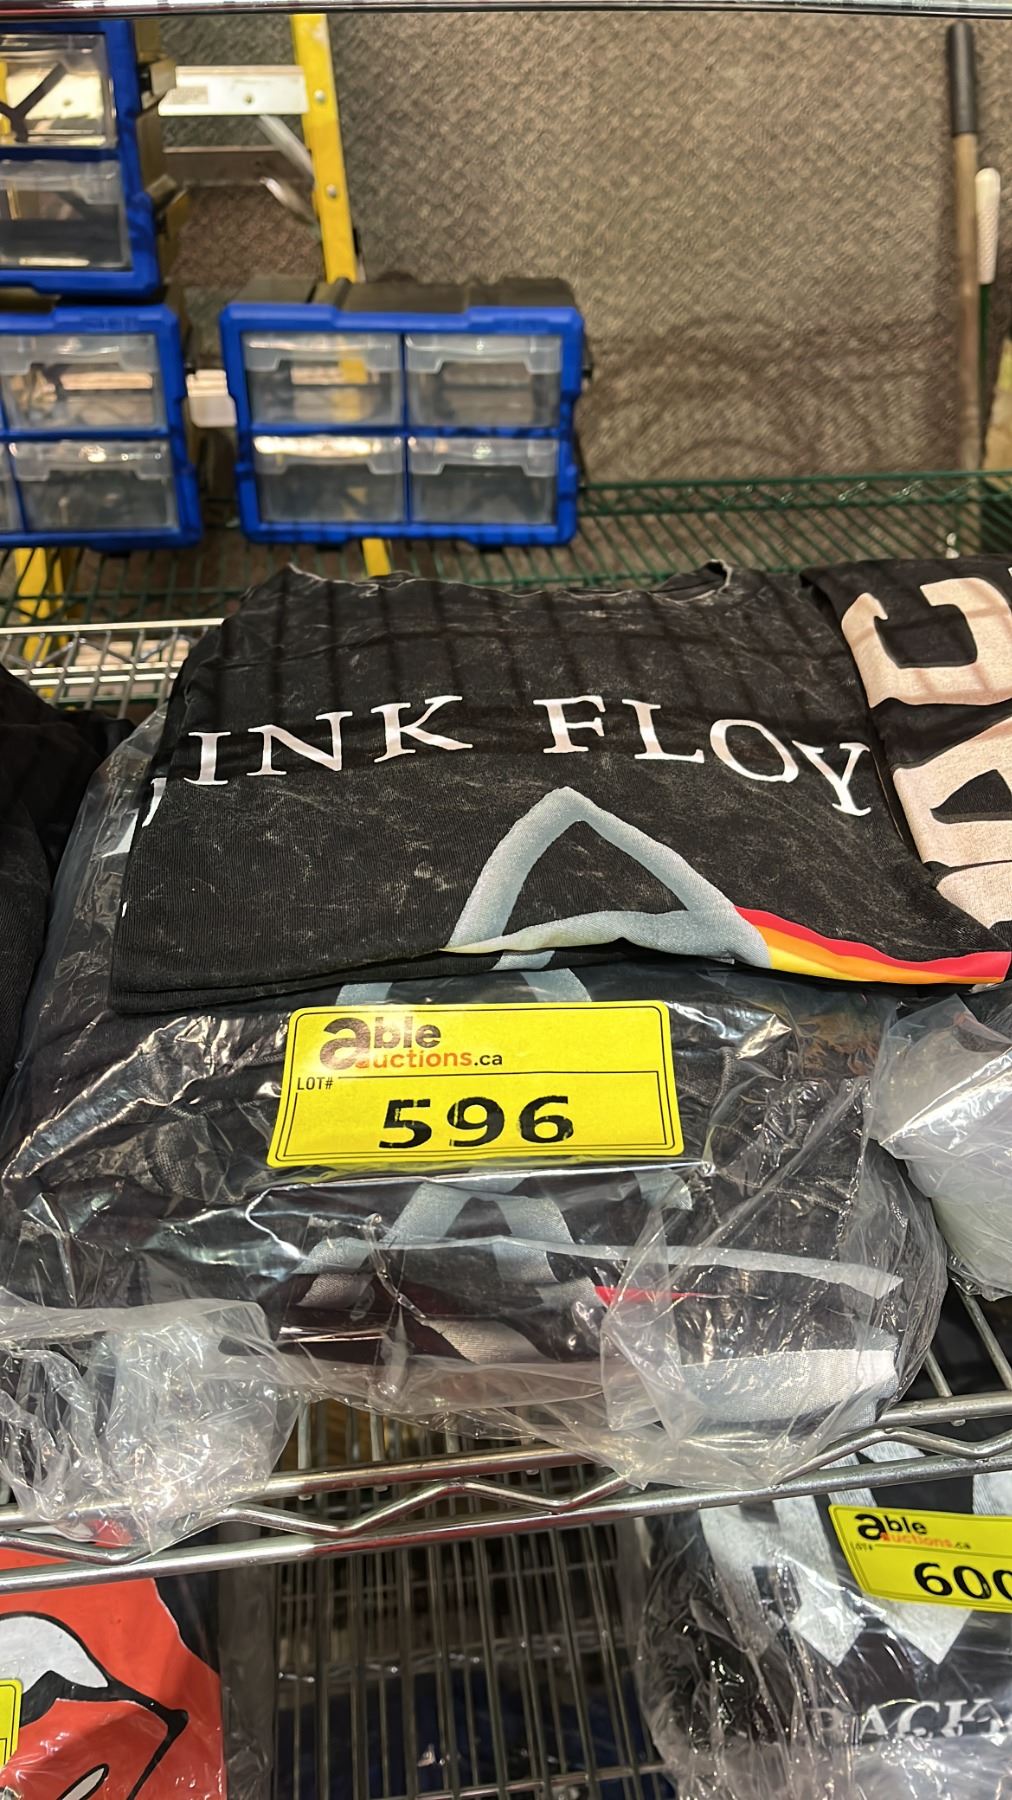 INK FLOY
able
auctions.ca
LOT#
596
able
auctions.ca
LOT#
600